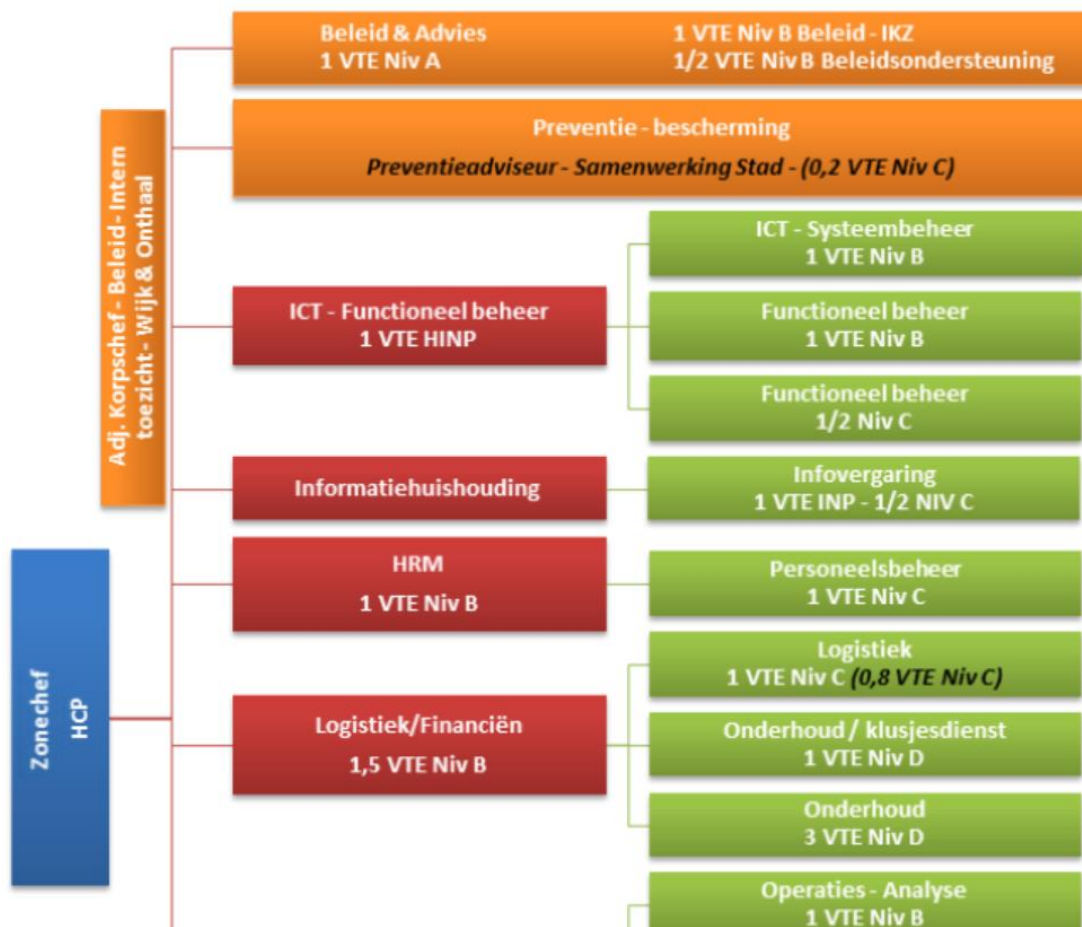 Beleid & Advies
1 VTE Niv A
1 VTE Niv B Beleid - IKZ
1/2 VTE Niv B Beleidsondersteuning
Preventie - bescherming
Preventieadviseur - Samenwerking Stad - (0,2 VTE Niv C)
Adj. Korpschef - Beleid - Intern
toezicht - Wijk & Onthaal
ICT - Functioneel beheer
1 VTE HINP
ICT - Systeembeheer
1 VTE Niv B
Functioneel beheer
1 VTE Niv B
Functioneel beheer
1/2 Niv C
Informatiehuishouding
Infovergaring
1 VTE INP - 1/2 NIV C
HRM
1 VTE Niv B
Personeelsbeheer
1 VTE Niv C
Zonechef
HCP
Logistiek/Financiën
1,5 VTE Niv B
Logistiek
1 VTE Niv C (0,8 VTE Niv C)
Onderhoud / klusjesdienst
1 VTE Niv D
Onderhoud
3 VTE Niv D
Operaties - Analyse
1 VTE Niv B